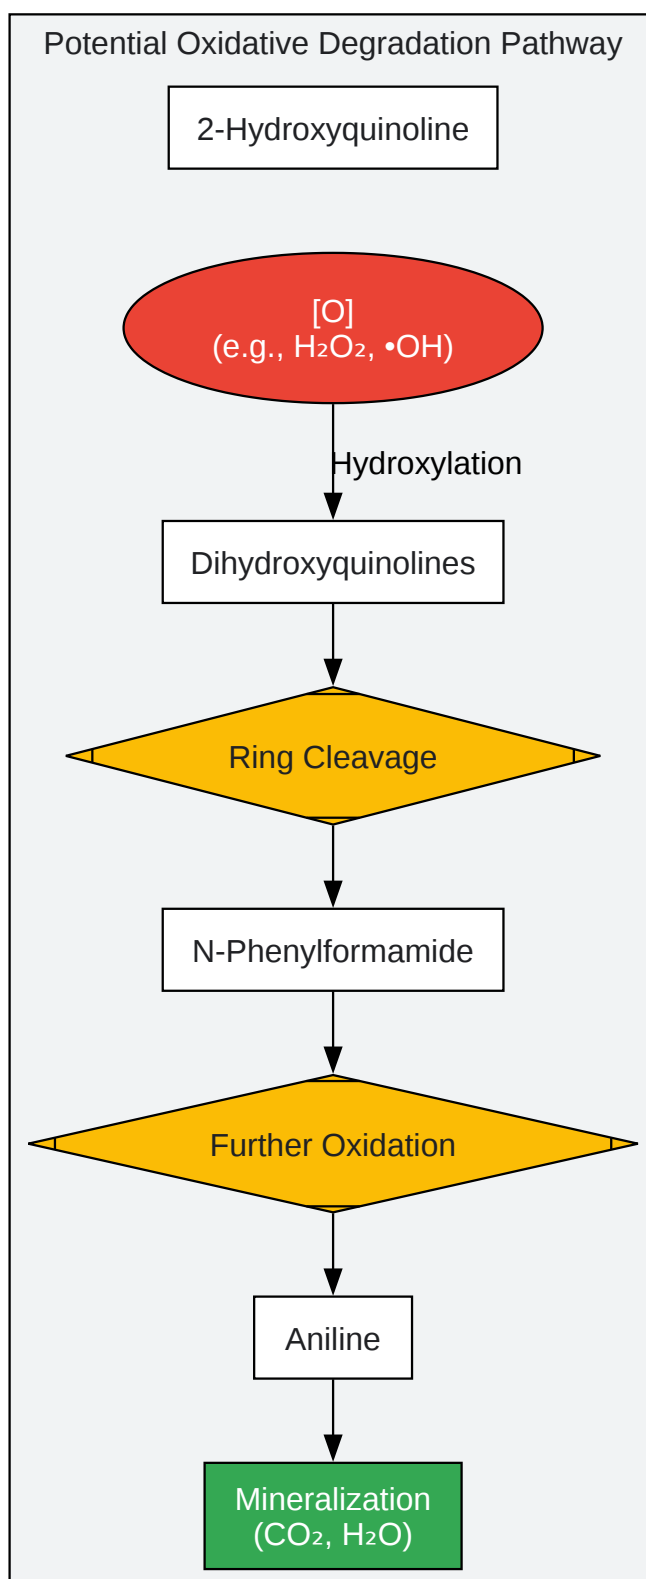 Potential Oxidative Degradation Pathway
2-Hydroxyquinoline
[O]
(e.g., H₂O₂, •OH)
Hydroxylation
Dihydroxyquinolines
Ring Cleavage
N-Phenylformamide
Further Oxidation
Aniline
Mineralization
(CO₂, H₂O)